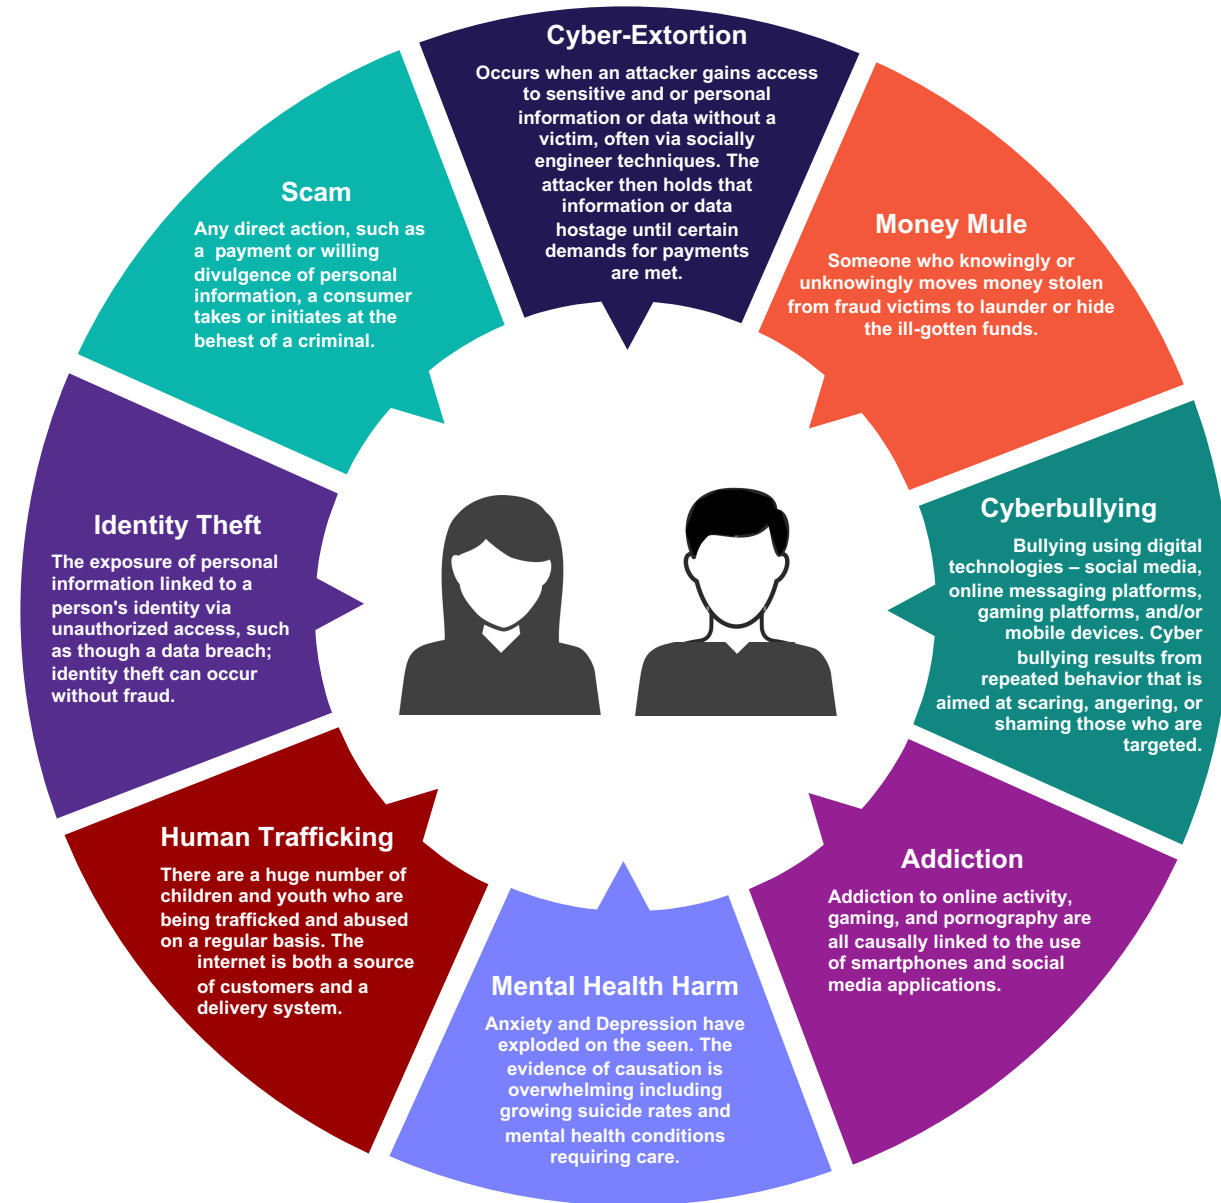 Cyber-Extortion
Occurs when an attacker gains access
to sensitive and or personal
information or data without a
victim, often via socially
engineer techniques. The
attacker then holds that
information or data
hostage until certain
demands for payments
are met.
Money Mule
Someone who knowingly or
unknowingly moves money stolen
from fraud victims to launder or hide
the ill-gotten funds.
Cyberbullying
Bullying using digital
technologies – social media,
online messaging platforms,
gaming platforms, and/or
mobile devices. Cyber
bullying results from
repeated behavior that is
aimed at scaring, angering, or
shaming those who are
targeted.
Addiction
Addiction to online activity,
gaming, and pornography are
all causally linked to the use
of smartphones and social
media applications.
Mental Health Harm
Anxiety and Depression have
exploded on the seen. The
evidence of causation is
overwhelming including
growing suicide rates and
mental health conditions
requiring care.
Human Trafficking
There are a huge number of
children and youth who are
being trafficked and abused
on a regular basis. The
internet is both a source
of customers and a
delivery system.
Identity Theft
The exposure of personal
information linked to a
person's identity via
unauthorized access, such
as though a data breach;
identity theft can occur
without fraud.
Scam
Any direct action, such as
a payment or willing
divulgence of personal
information, a consumer
takes or initiates at the
behest of a criminal.